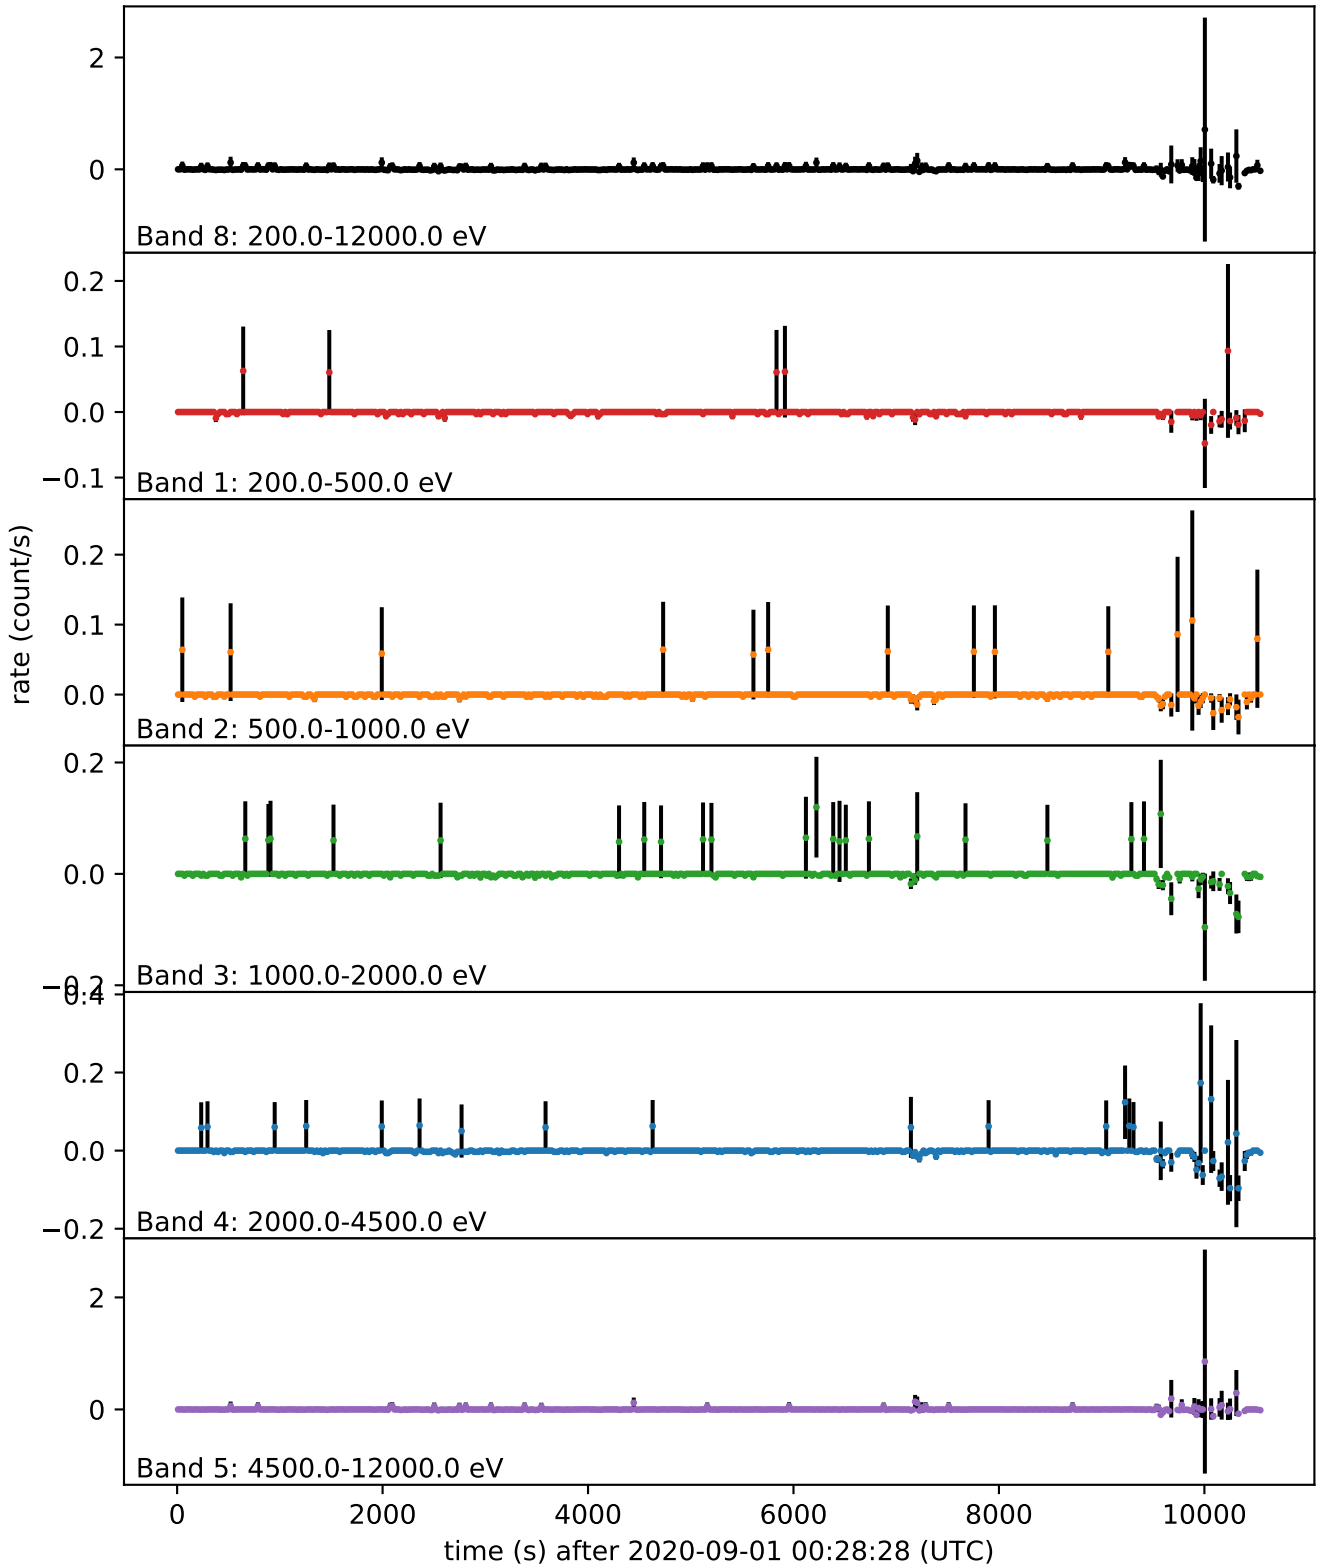 2
0
Band 8: 200.0-12000.0 eV
0.2
0.1
0.0
−0.1
Band 1: 200.0-500.0 eV
rate (count/s)
0.2
0.1
0.0
Band 2: 500.0-1000.0 eV
0.2
0.0
−0.2
Band 3: 1000.0-2000.0 eV
0.4
0.2
0.0
−0.2
Band 4: 2000.0-4500.0 eV
2
0
Band 5: 4500.0-12000.0 eV
0 2000 4000 6000 8000 10000
time (s) after 2020-09-01 00:28:28 (UTC)